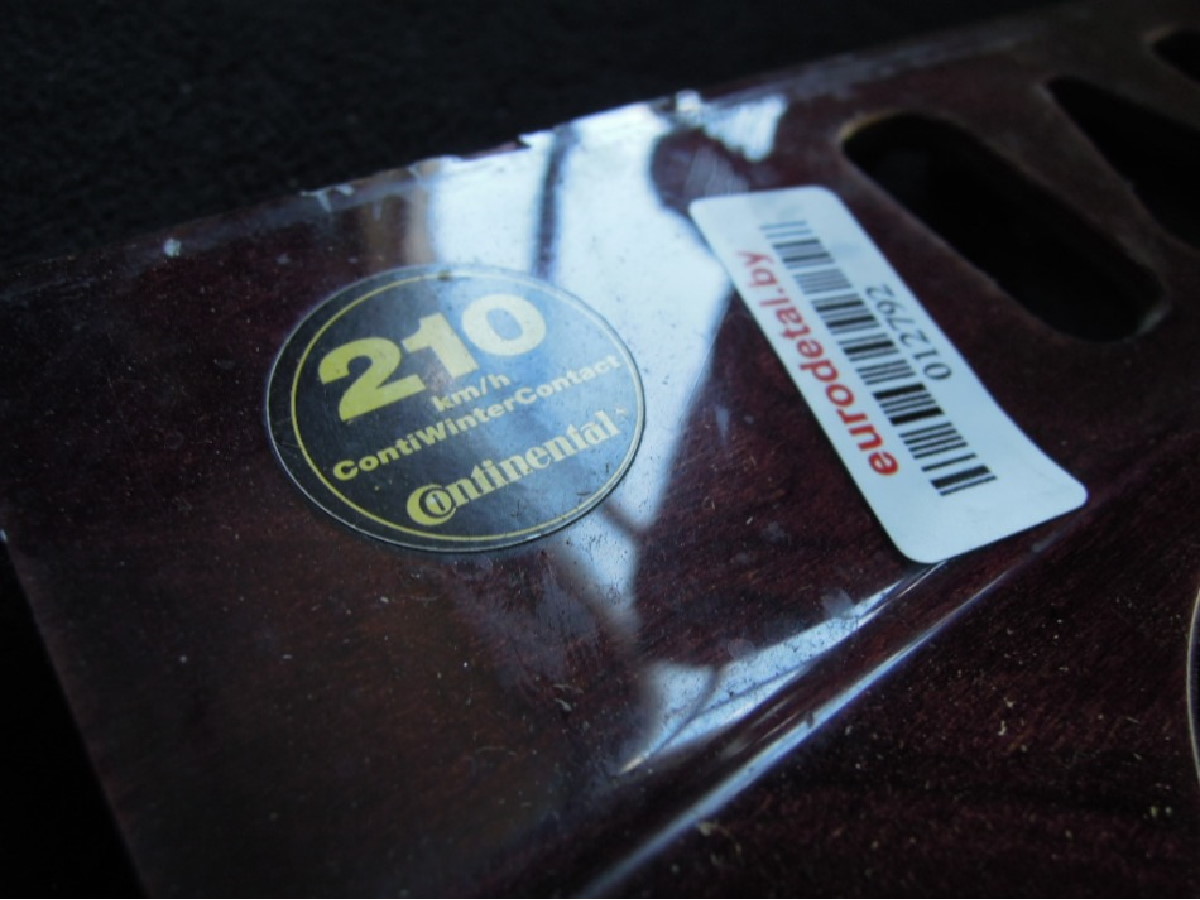 210
km/h
ContiWinterContact
Continental
eurodetal.by
012792